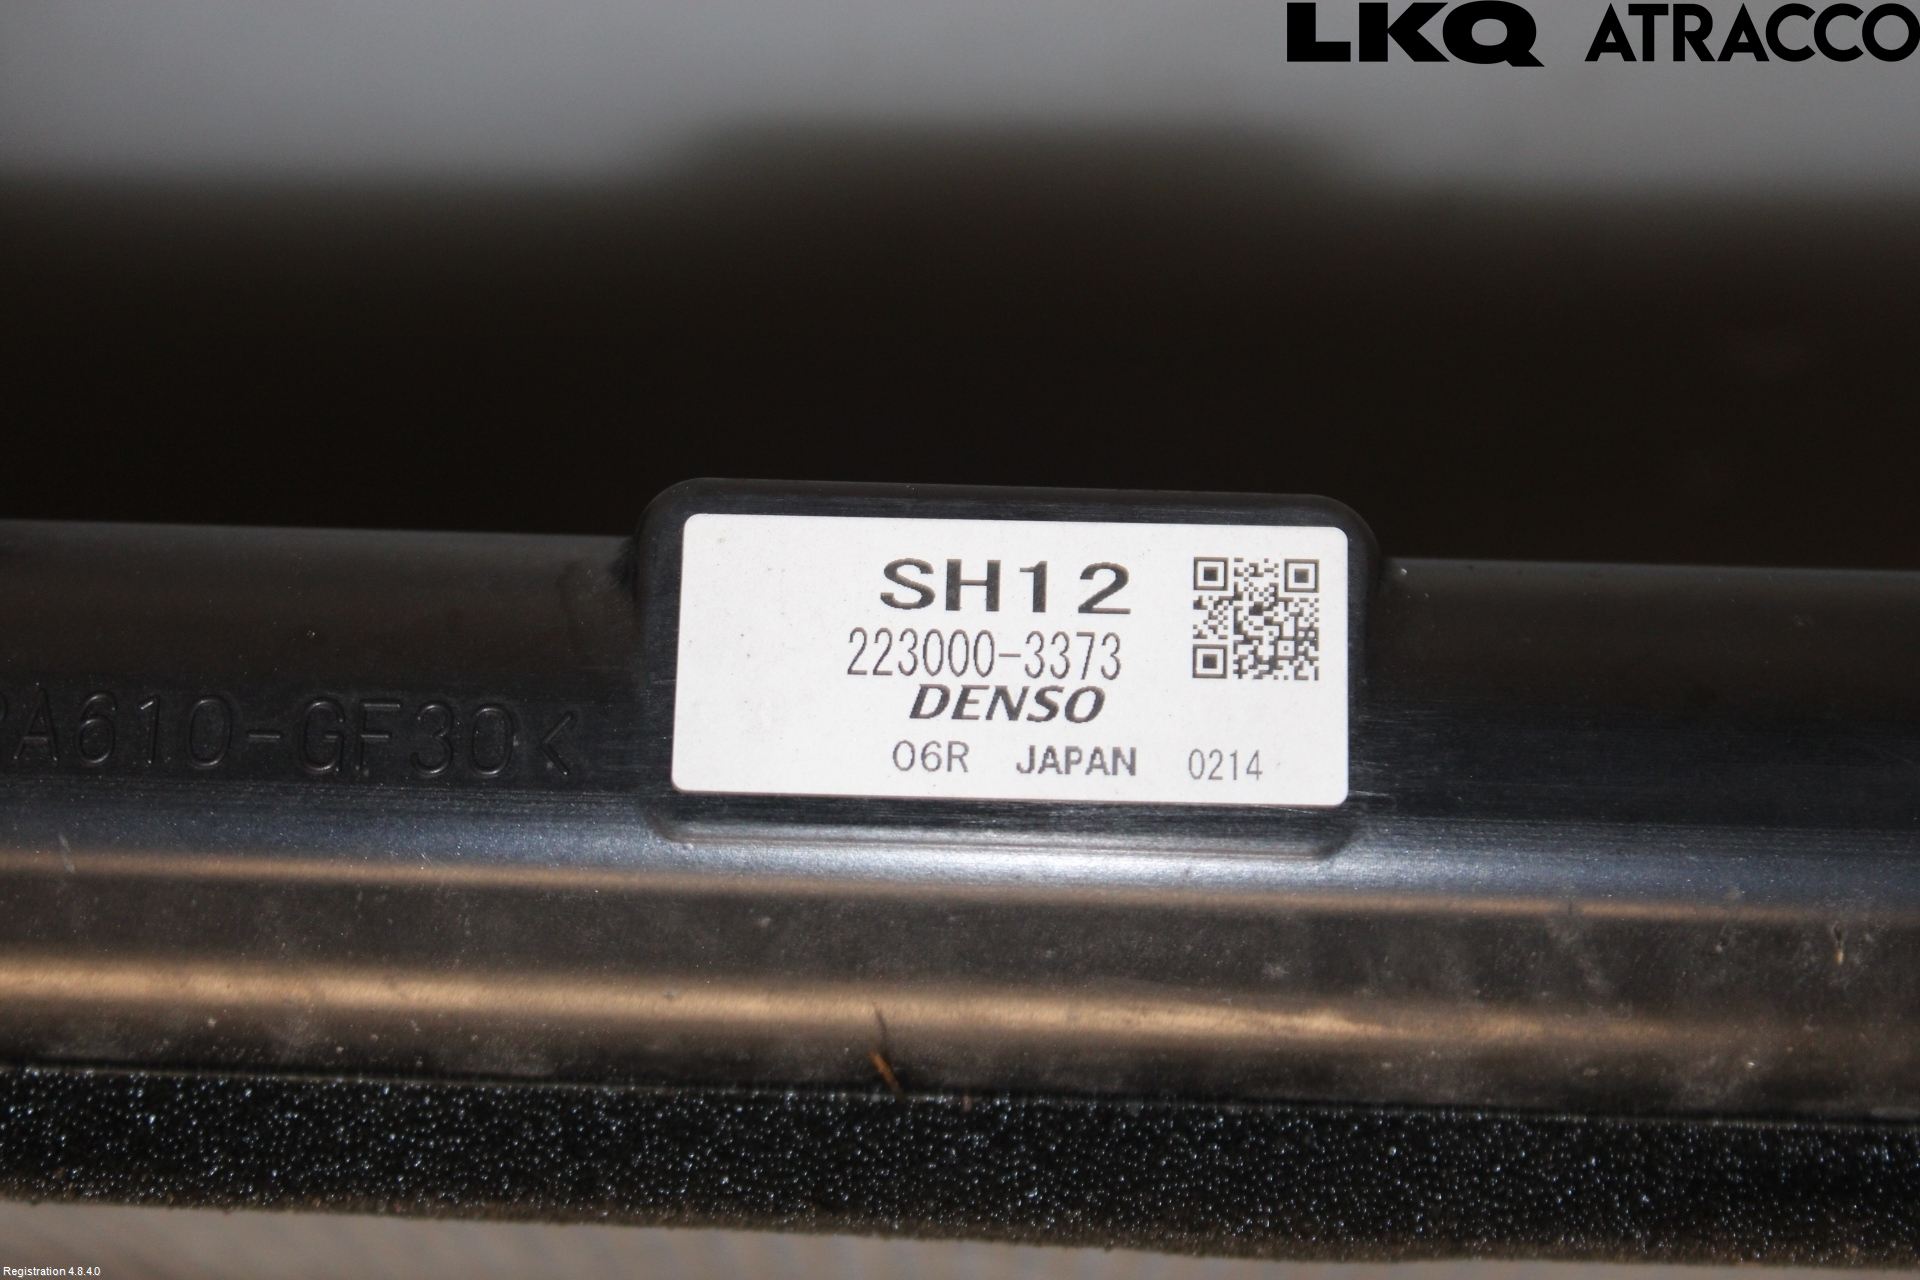 LKQ ATRACCO
SH12
223000-3373
DENSO
06R JAPAN 0214
A610-GF30<
Registration 4.8.4.0